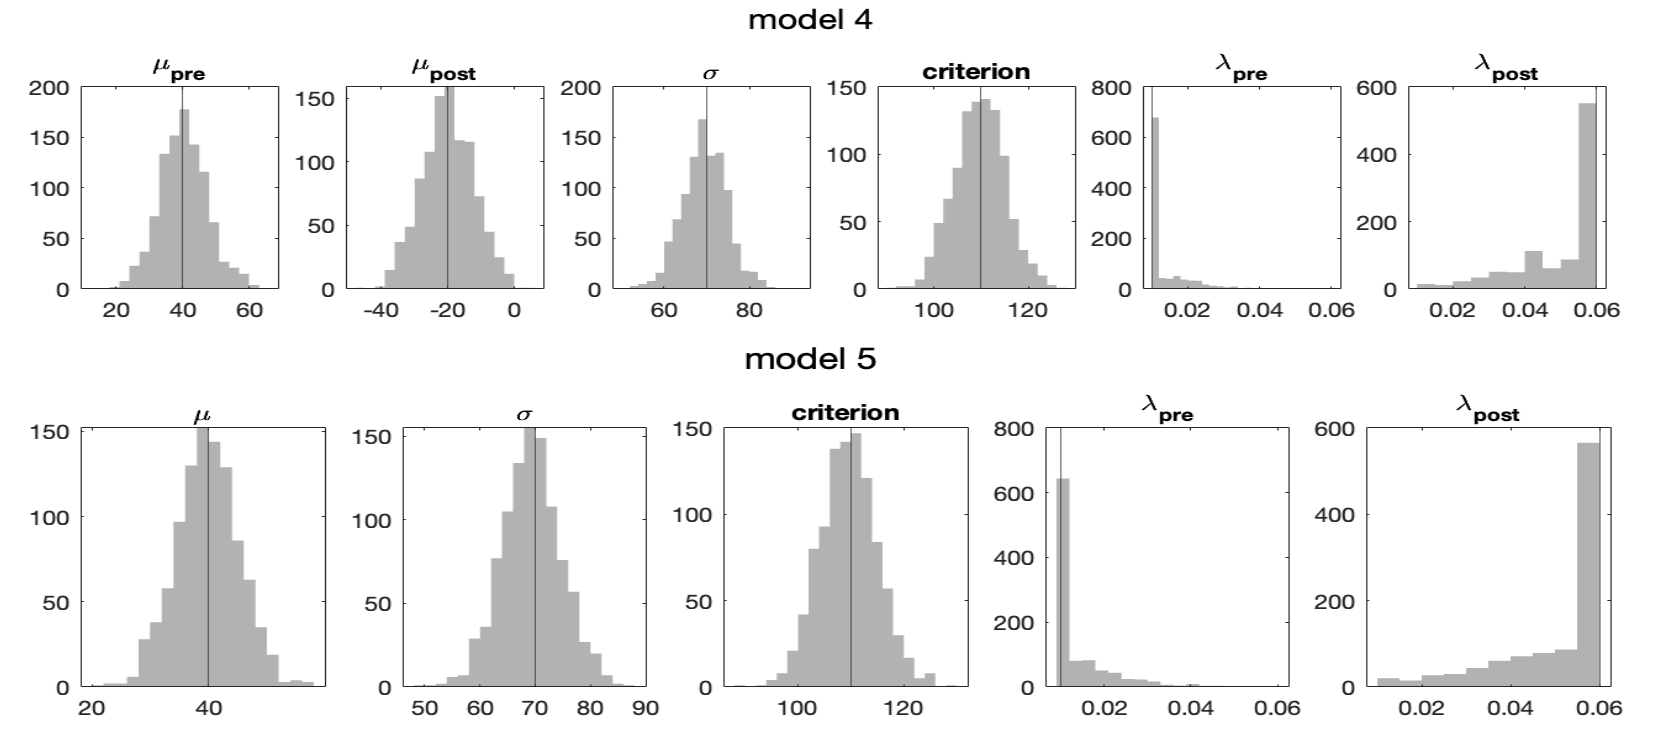 model 4
μpre μpost σ criterion λpre λpost
200 150 200 150 800 600
150 100 150 100 600 400
100 50 100 50 400 200
50 0 50 0 200 0
0 0 0
20 40 60 -40 -20 0 60 80 100 120 0.02 0.04 0.06 0.02 0.04 0.06
model 5
μ σ criterion λpre λpost
150 150 150 800 600
100 100 100 600 400
50 50 50 400 200
0 0 0 200 0
0
20 40 50 60 70 80 90 100 120 0.02 0.04 0.06 0.02 0.04 0.06